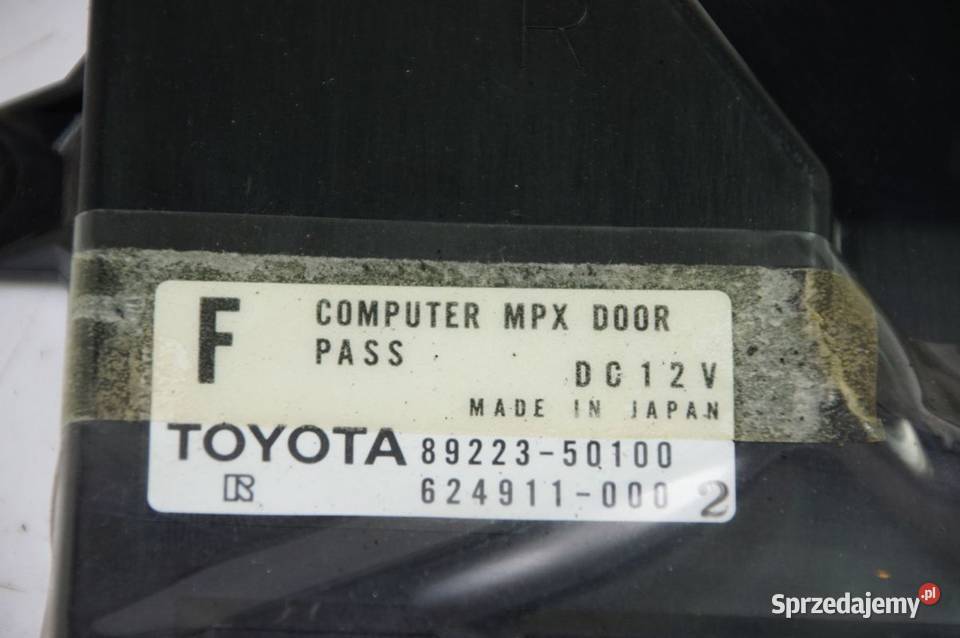 R
F
COMPUTER MPX DOOR
PASS
DC12V
MADE IN JAPAN
TOYOTA 89223-50100
R 624911-000 2
Sprzedajemy.pl